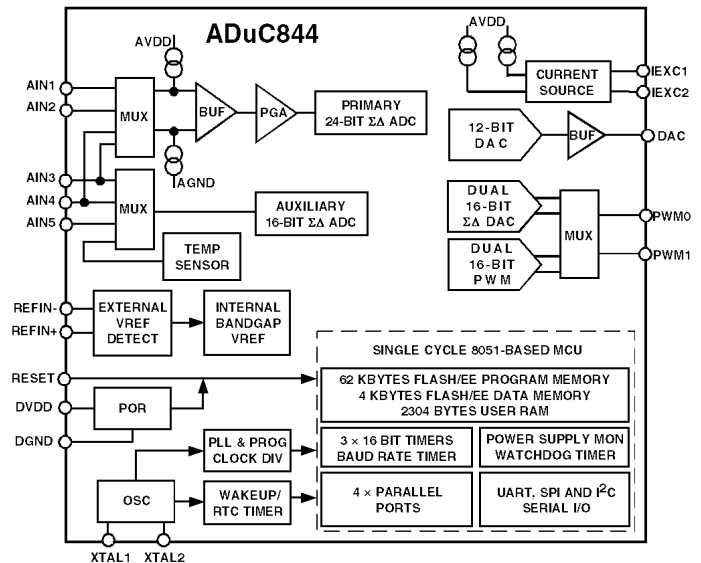 ADuC844
AVDD
AIN1
AIN2
MUX
BUF
PGA
PRIMARY
24-BIT ΣΔ ADC
AGND
AIN3
AIN4
AIN5
MUX
AUXILIARY
16-BIT ΣΔ ADC
TEMP
SENSOR
AVDD
CURRENT
SOURCE
IEXC1
IEXC2
12-BIT
DAC
BUF
DAC
DUAL
16-BIT
ΣΔ DAC
DUAL
16-BIT
PWM
MUX
PWM0
PWM1
REFIN-
REFIN+
EXTERNAL
VREF
DETECT
INTERNAL
BANDGAP
VREF
RESET
DVDD
DGND
POR
PLL & PROG
CLOCK DIV
OSC
WAKEUP/
RTC TIMER
XTAL1
XTAL2
SINGLE CYCLE 8051-BASED MCU
62 KBYTES FLASH/EE PROGRAM MEMORY
4 KBYTES FLASH/EE DATA MEMORY
2304 BYTES USER RAM
3 × 16 BIT TIMERS
BAUD RATE TIMER
POWER SUPPLY MON
WATCHDOG TIMER
4 × PARALLEL
PORTS
UART, SPI AND I²C
SERIAL I/O